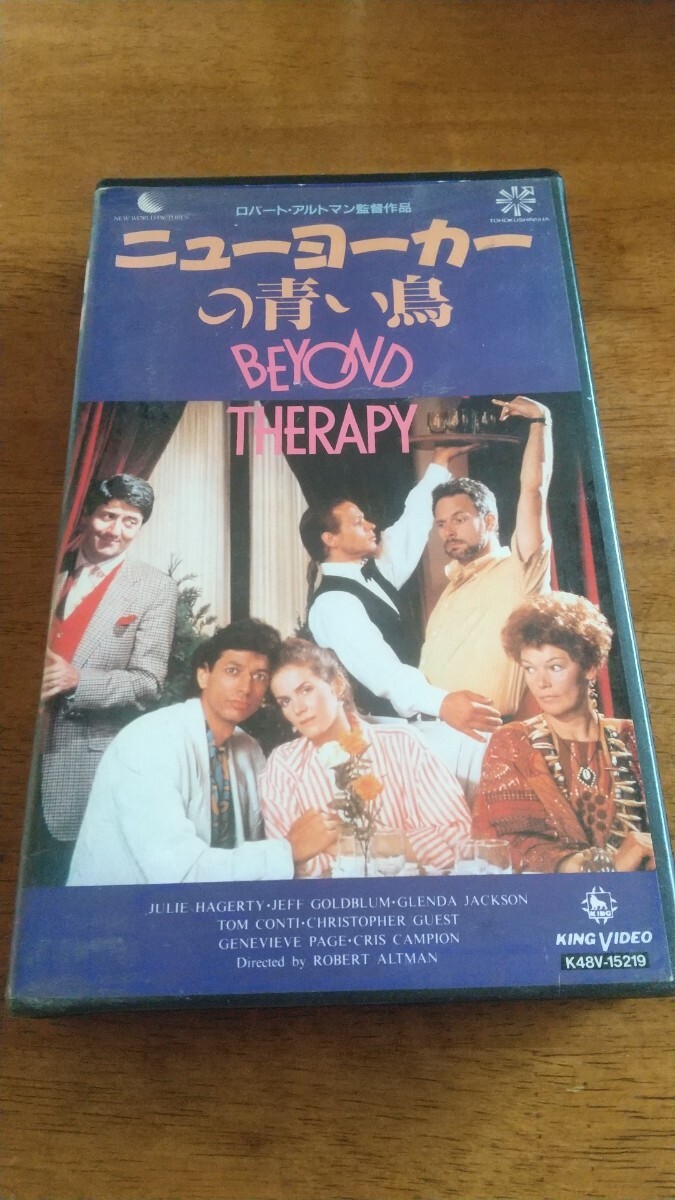 NEW WORLD PICTURES
ロバート・アルトマン監督作品
TOHOKUSHINSHA
ニューヨーカー
の青い鳥
BEYOND
THERAPY
JULIE HAGERTY・JEFF GOLDBLUM・GLENDA JACKSON
TOM CONTI・CHRISTOPHER GUEST
GENEVIEVE PAGE・CRIS CAMPION
Directed by ROBERT ALTMAN
KING
KING VIDEO
K48V-15219